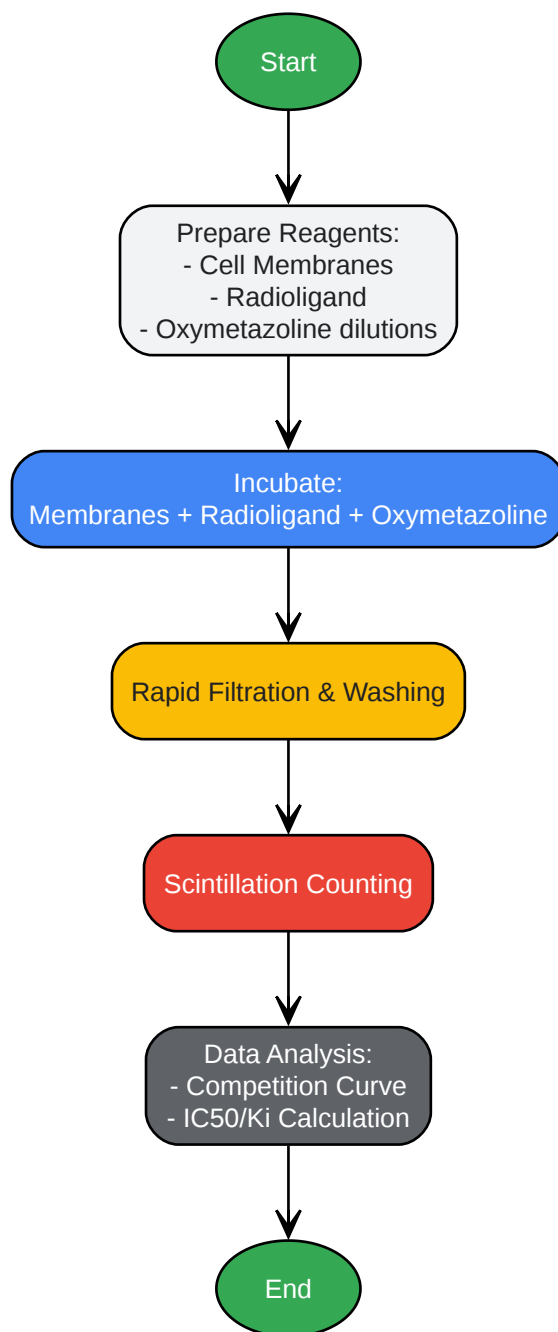 Start
Prepare Reagents:
- Cell Membranes
- Radioligand
- Oxymetazoline dilutions
Incubate:
Membranes + Radioligand + Oxymetazoline
Rapid Filtration & Washing
Scintillation Counting
Data Analysis:
- Competition Curve
- IC50/Ki Calculation
End